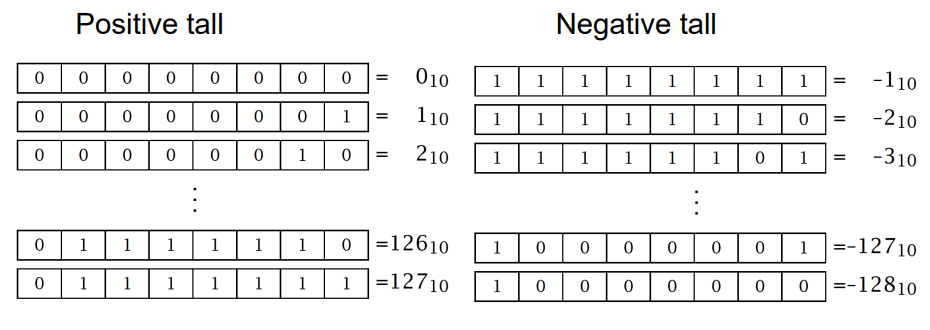 Positive tall
0 0 0 0 0 0 0 0 = 0₁₀
0 0 0 0 0 0 0 1 = 1₁₀
0 0 0 0 0 0 1 0 = 2₁₀
⋮
0 1 1 1 1 1 1 0 =126₁₀
0 1 1 1 1 1 1 1 =127₁₀
Negative tall
1 1 1 1 1 1 1 1 = -1₁₀
1 1 1 1 1 1 1 0 = -2₁₀
1 1 1 1 1 1 0 1 = -3₁₀
⋮
1 0 0 0 0 0 0 1 =-127₁₀
1 0 0 0 0 0 0 0 =-128₁₀